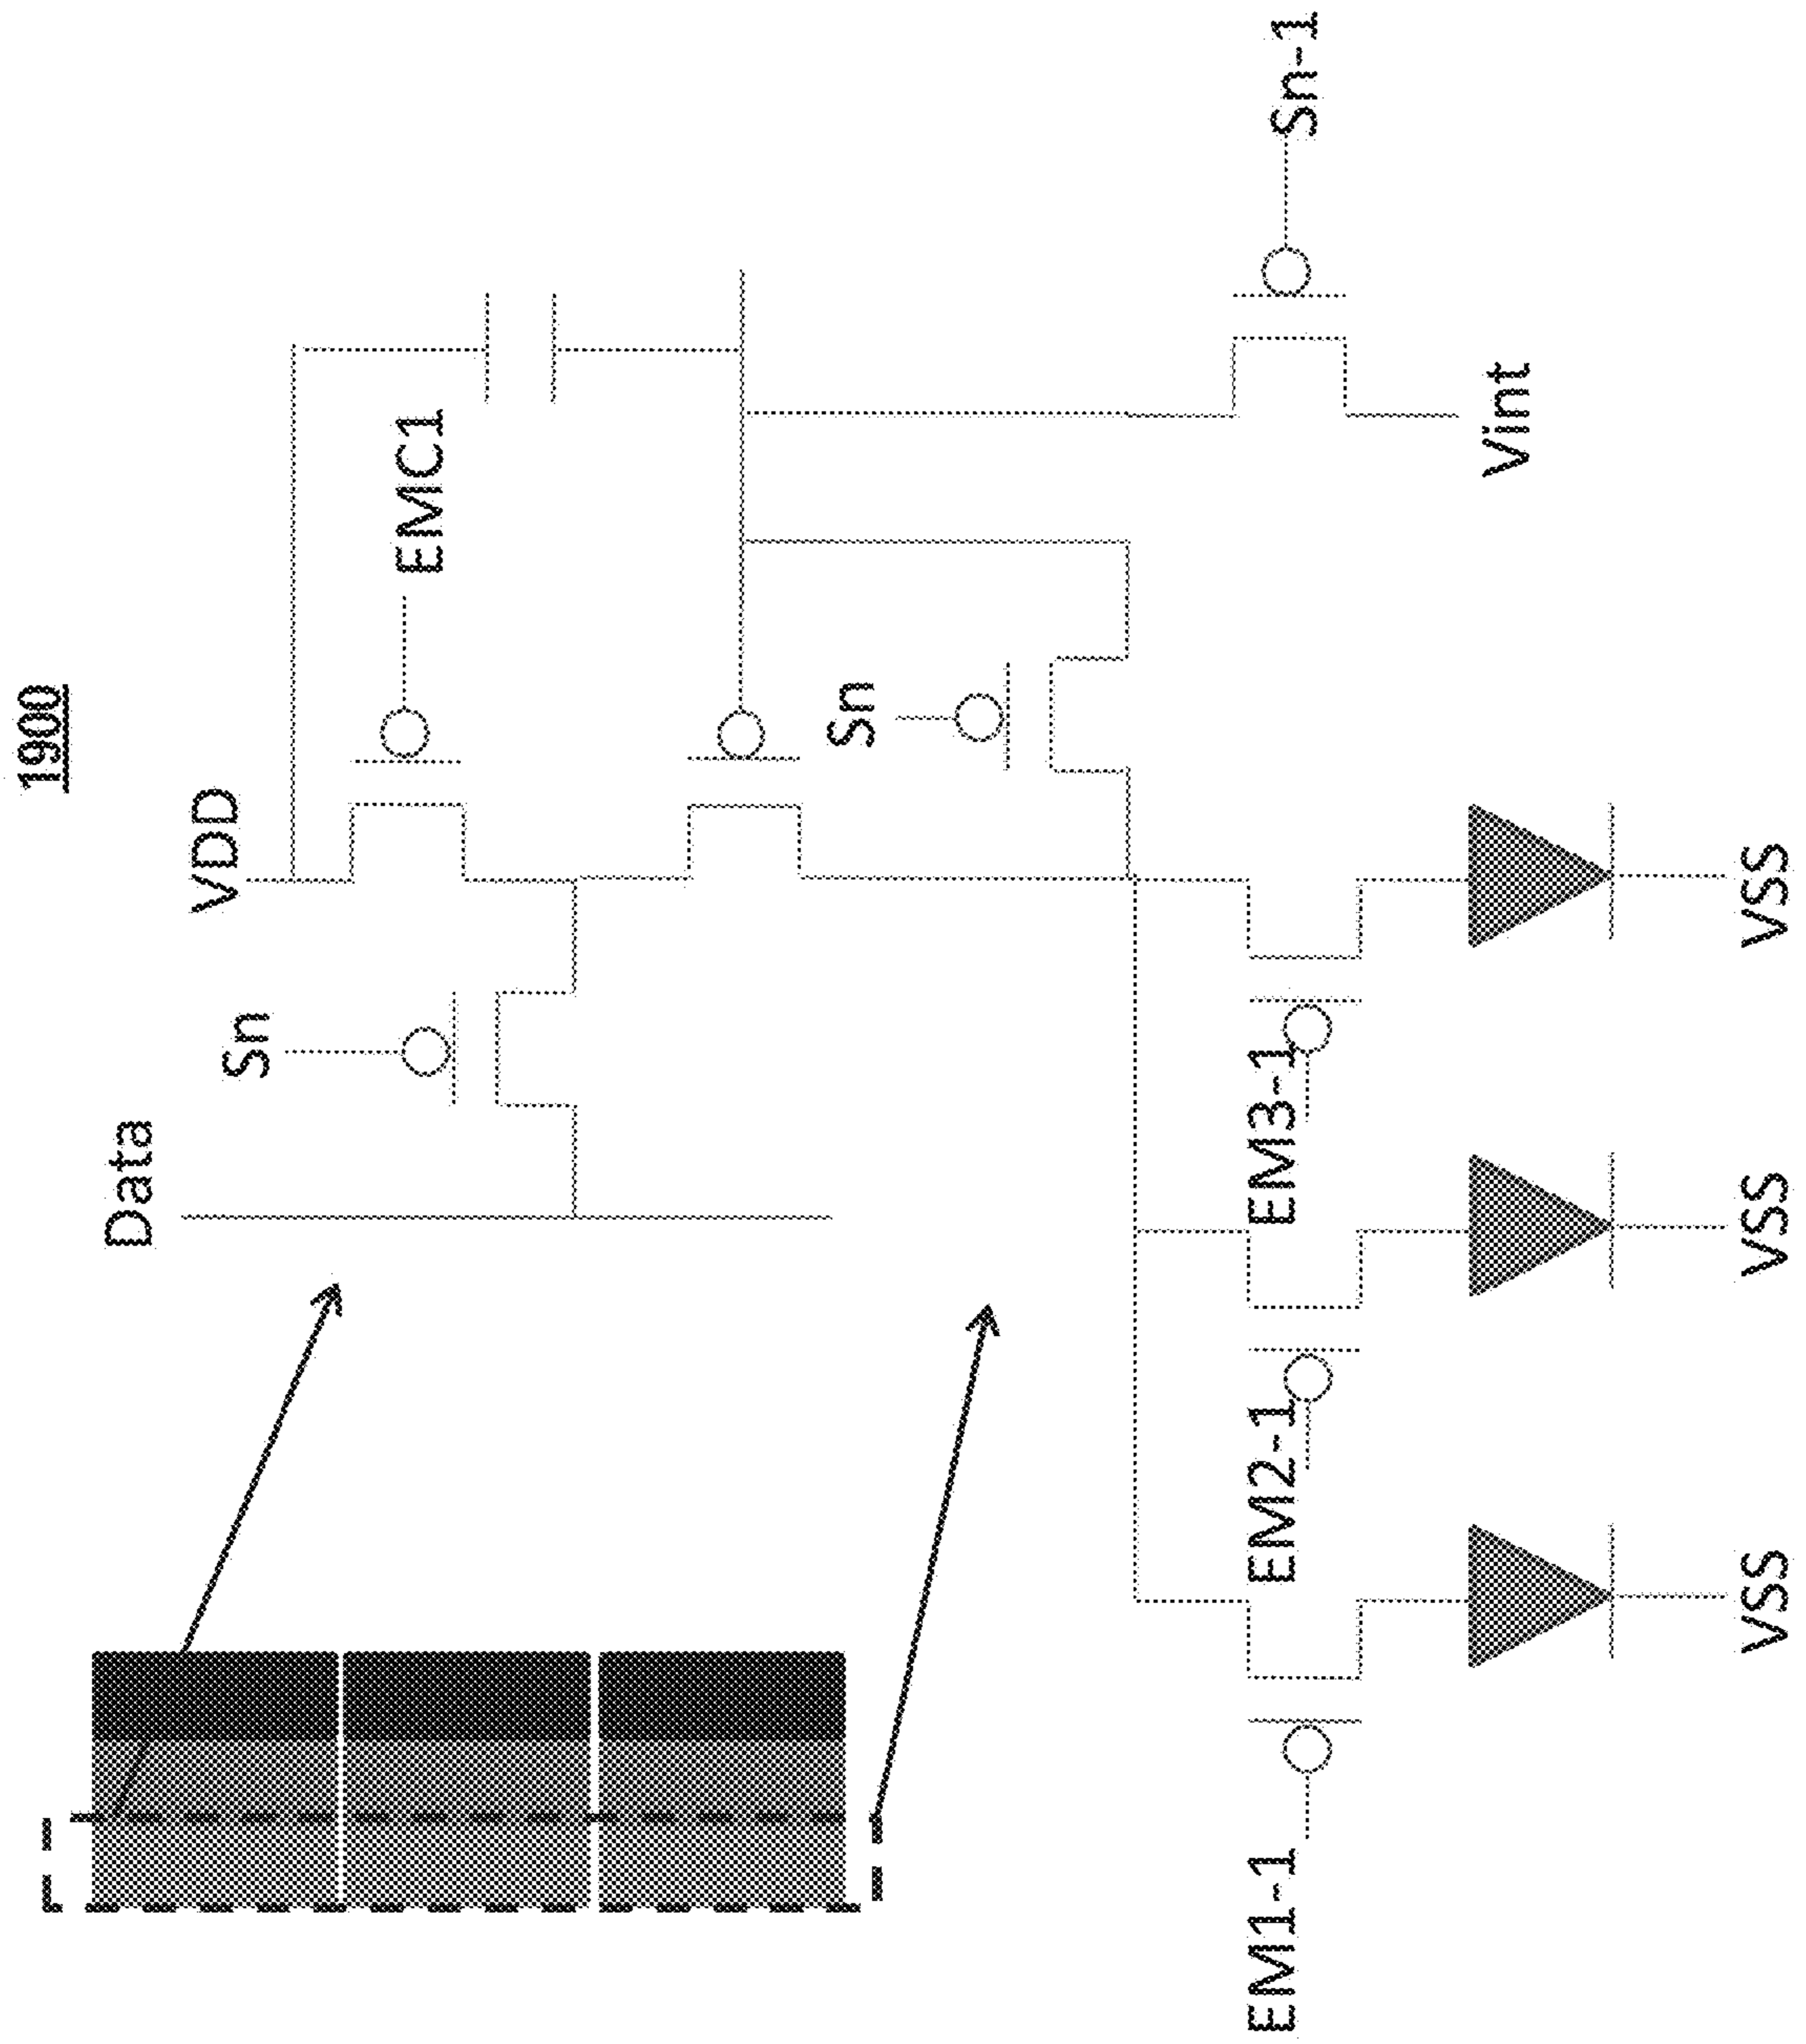 1900
Data
Sn
VDD
EMC1
Sn
Sn-1
Vint
EM1-1
EM2-1
EM3-1
VSS
VSS
VSS